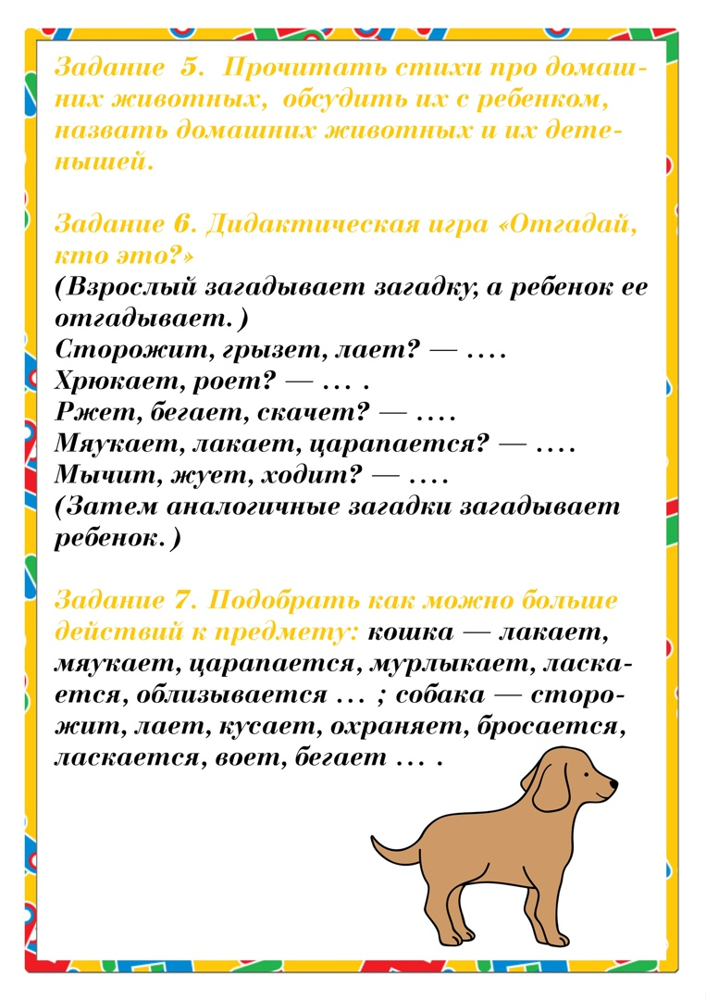 Задание 5. Прочитать стихи про домаш-
них животных, обсудить их с ребенком,
назвать домашних животных и их дете-
нышей.
Задание 6. Дидактическая игра «Отгадай,
кто это?»
(Взрослый загадывает загадку, а ребенок ее
отгадывает. )
Сторожит, грызет, лает? — ....
Хрюкает, роет? — ... .
Ржет, бегает, скачет? — ....
Мяукает, лакает, царапается? — ....
Мычит, жует, ходит? — ....
(Затем аналогичные загадки загадывает
ребенок. )
Задание 7. Подобрать как можно больше
действий к предмету: кошка — лакает,
мяукает, царапается, мурлыкает, ласка-
ется, облизывается ... ; собака — сторо-
жит, лает, кусает, охраняет, бросается,
ласкается, воет, бегает ... .